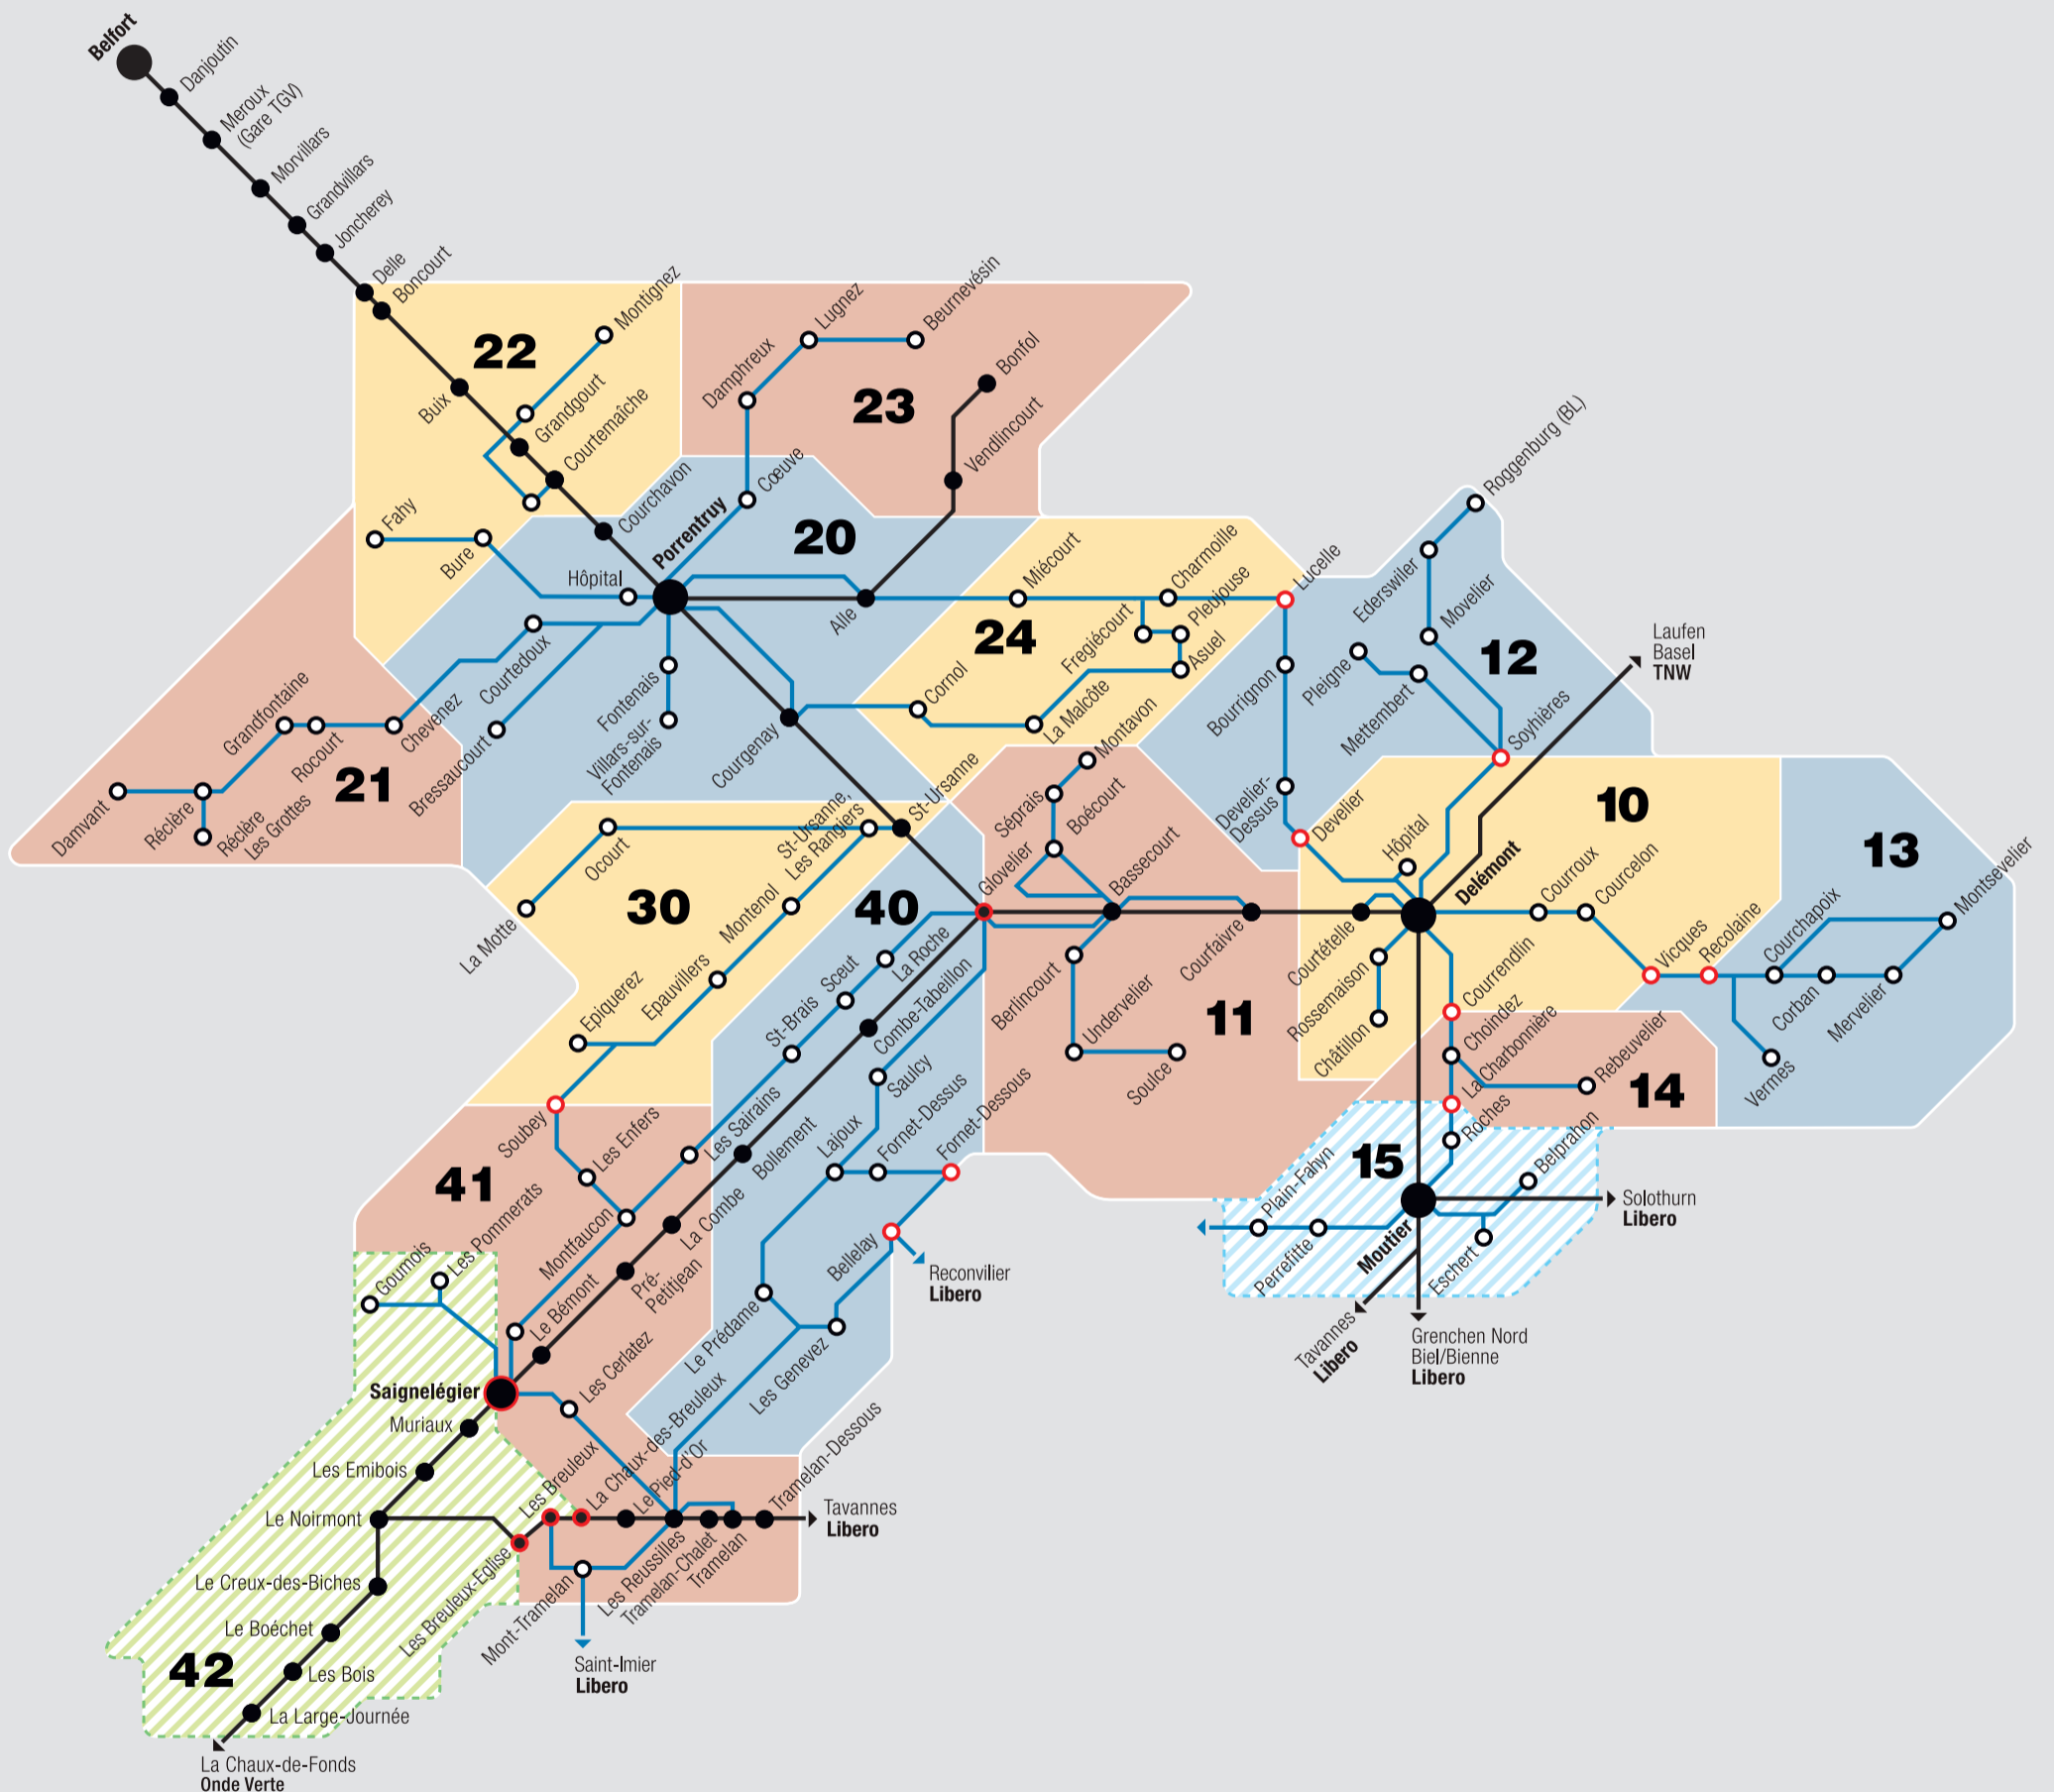 Belfort
Danjoutin
Meroux
(Gare TGV)
Morvillars
Grandvillars
Joncherey
Delle
Boncourt
Montignez
22
Buix
Grandgourt
Courtemaîche
Courchavon
Lugnez
Beurnevésin
Damphreux
23
Bonfol
Vendlincourt
Cœuve
Fahy
Bure
Hôpital
Porrentruy
20
Alle
Miécourt
Charmoille
Pleujouse
Fregiécourt
Asuel
24
Lucelle
Roggenburg (BL)
Ederswiler
Movelier
12
Pleigne
Mettembert
Soyhières
Bourrignon
Laufen
Basel
TNW
Courtedoux
Fontenais
Villars-sur-
Fontenais
Cornol
La Malcôte
Courgenay
Grandfontaine
Rocourt
Chevenez
Bressaucourt
21
Damvant
Réclère
Réclère
Les Grottes
Montavon
Séprais
Boécourt
Develier-
Dessus
Develier
Hôpital
10
13
St-Ursanne
St-Ursanne,
Les Rangiers
Ocourt
La Motte
30
Montenol
40
Glovelier
Bassecourt
Courfaivre
Courtételle
Delémont
Courroux
Courcelon
Vicques
Recolaine
Courchapoix
Montsevelier
Corban
Mervelier
Vermes
Epauvillers
Epiquerez
Sceut
La Roche
St-Brais
Combe-Tabeillon
Berlincourt
Undervelier
Soulce
11
Rossemaison
Châtillon
Courrendlin
Choindez
La Charbonnière
Rebeuvelier
14
Soubey
Les Enfers
Les Sairains
Bollement
Saulcy
Fornet-Dessus
Fornet-Dessous
Lajoux
41
Les Pommerats
Goumois
Montfaucon
La Combe
Pré-
Petitjean
Le Bémont
Roches
15
Belprahon
Plain-Fahyn
Perrefitte
Moutier
Eschert
Solothurn
Libero
Tavannes
Libero
Grenchen Nord
Biel/Bienne
Libero
Bellelay
Reconvilier
Libero
Le Prédame
Les Genevez
Saignelégier
Les Cerlatez
Muriaux
Les Emibois
Le Noirmont
Les Breuleux
La Chaux-des-Breuleux
Le Pied-d'Or
Tramelan-Dessous
Tavannes
Libero
Les Reussilles
Tramelan-Chalet
Tramelan
Le Creux-des-Biches
Les Breuleux-Eglise
Mont-Tramelan
Le Boéchet
42
Les Bois
La Large-Journée
Saint-Imier
Libero
La Chaux-de-Fonds
Onde Verte